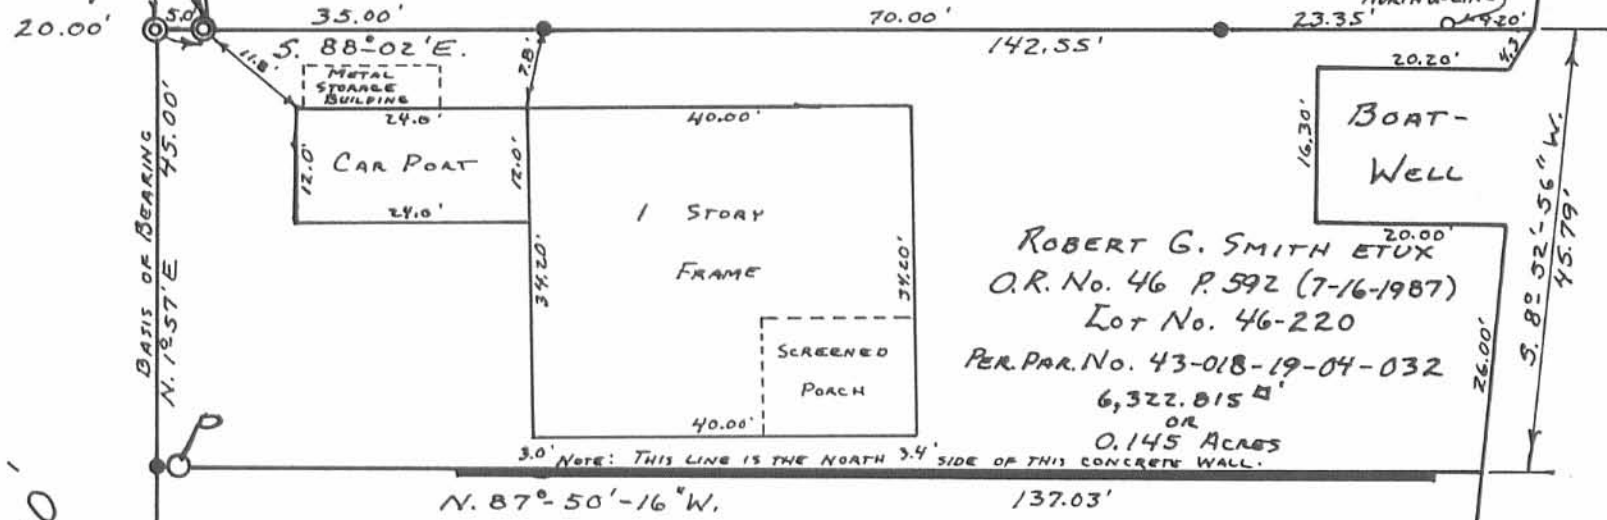 20.00'
5.0'
35.00'
70.00'
23.35'
9.20'
S. 88°-02'E.
142.55'
11.8'
7.8'
4.3'
20.20'
METAL
STORAGE
BUILDING
24.0'
40.00'
BASIS OF BEARING
N. 1°-57'E
45.00'
12.0'
CAR PORT
12.0'
24.0'
1 STORY
FRAME
34.20'
34.20'
SCREENED
PORCH
40.00'
16.30'
BOAT-
WELL
20.00'
S. 8°-52'-56" W.
45.79'
26.00'
ROBERT G. SMITH ETUX
O.R. No. 46 P. 592 (7-16-1987)
LOT No. 46-220
PER. PAR. No. 43-018-19-04-032
6,322.815 □'
OR
0.145 ACRES
3.0'
3.4'
NOTE: THIS LINE IS THE NORTH SIDE OF THIS CONCRETE WALL.
N. 87°-50'-16"W.
137.03'